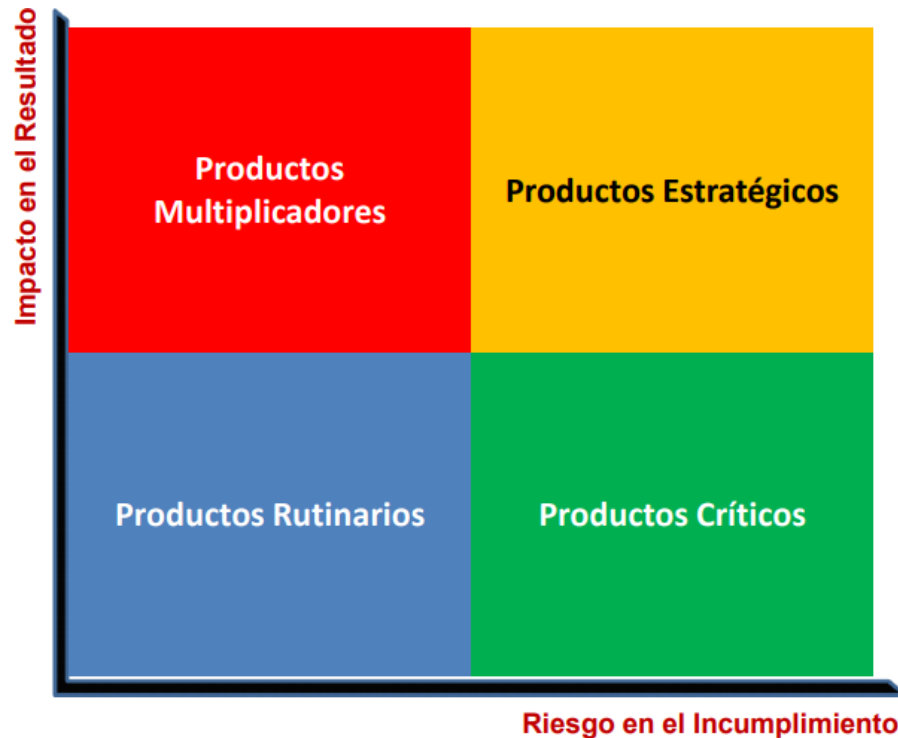 Impacto en el Resultado
Productos
Multiplicadores
Productos Estratégicos
Productos Rutinarios
Productos Críticos
Riesgo en el Incumplimiento